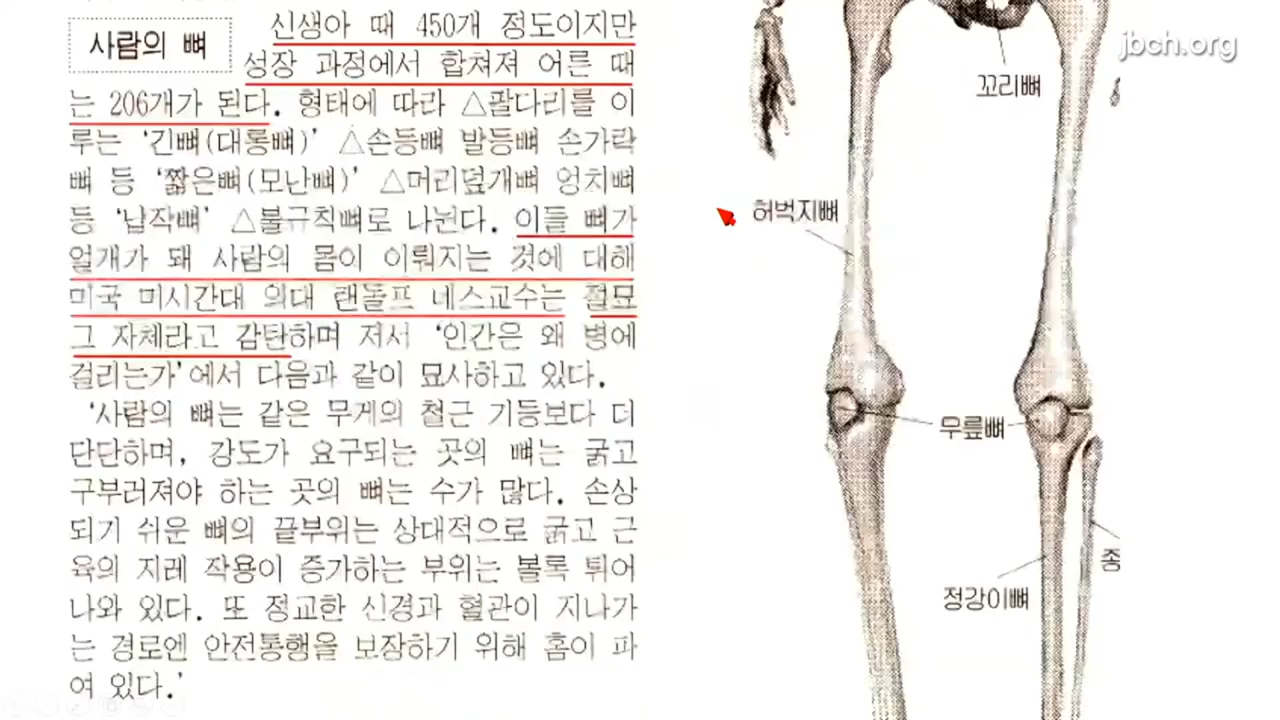 사람의 뼈
신생아 때 450개 정도이지만
성장 과정에서 합쳐져 어른 때
는 206개가 된다. 형태에 따라 △팔다리를 이
루는 ‘긴뼈(대롱뼈)’ △손등뼈 발등뼈 손가락
뼈 등 ‘짧은뼈(모난뼈)’ △머리덮개뼈 엉치뼈
등 ‘납작뼈’ △불규칙뼈로 나뉜다. 이들 뼈가
얼개가 돼 사람의 몸이 이뤄지는 것에 대해
미국 미시간대 의대 랜돌프 네스교수는 절묘
그 자체라고 감탄하며 저서 ‘인간은 왜 병에
걸리는가’에서 다음과 같이 묘사하고 있다.
‘사람의 뼈는 같은 무게의 철근 기둥보다 더
단단하며, 강도가 요구되는 곳의 뼈는 굵고
구부러져야 하는 곳의 뼈는 수가 많다. 손상
되기 쉬운 뼈의 끝부위는 상대적으로 굵고 근
육의 지레 작용이 증가하는 부위는 볼록 튀어
나와 있다. 또 정교한 신경과 혈관이 지나가
는 경로엔 안전통행을 보장하기 위해 홈이 파
여 있다.’
jbch.org
꼬리뼈
허벅지뼈
무릎뼈
종
정강이뼈